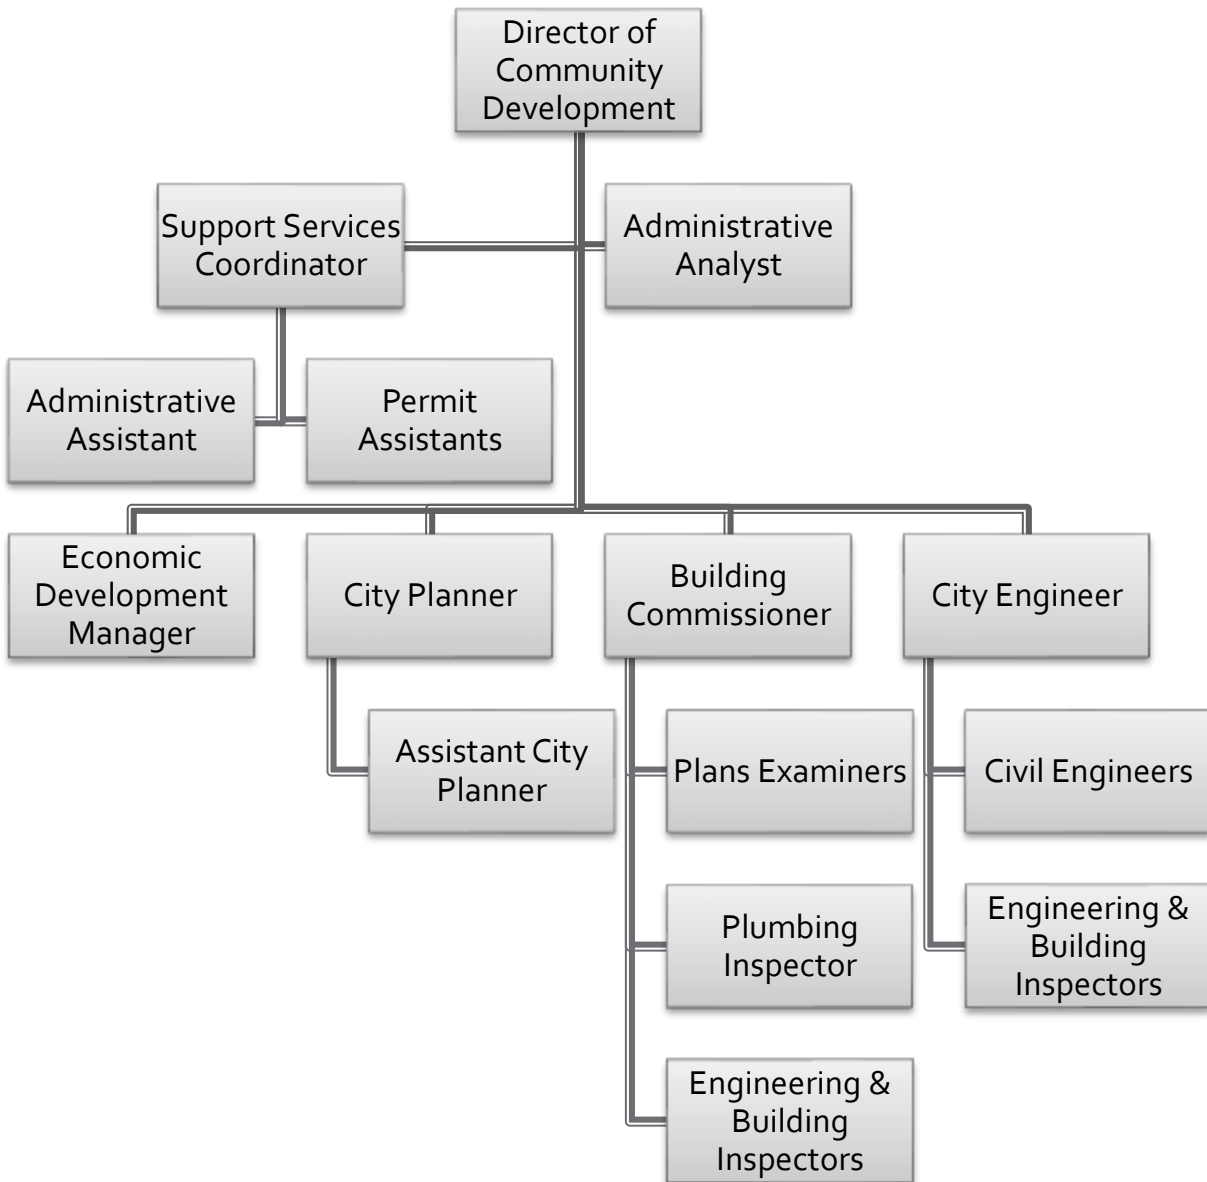 Director of
Community
Development
Support Services
Coordinator
Administrative
Analyst
Administrative
Assistant
Permit
Assistants
Economic
Development
Manager
City Planner
Building
Commissioner
City Engineer
Assistant City
Planner
Plans Examiners
Civil Engineers
Plumbing
Inspector
Engineering &
Building
Inspectors
Engineering &
Building
Inspectors